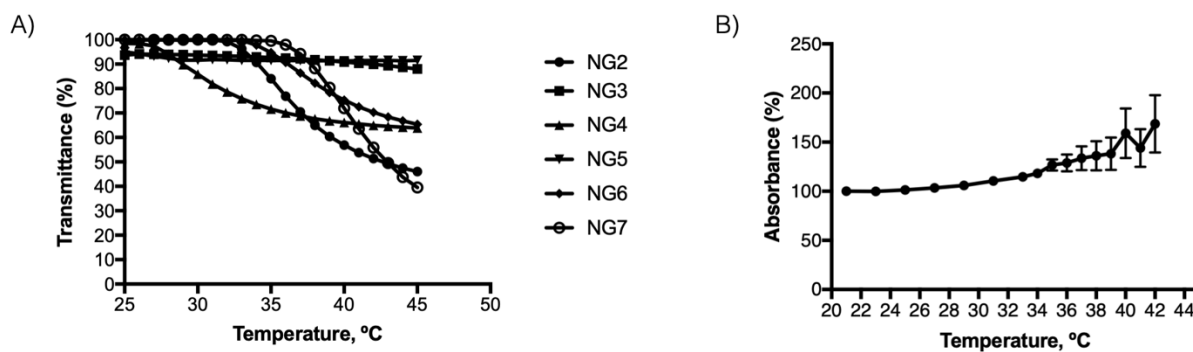 A)
Transmittance (%)
100
90
80
70
60
50
40
30
20
10
0
25
30
35
40
45
50
Temperature, ºC
NG2
NG3
NG4
NG5
NG6
NG7
B)
Absorbance (%)
250
200
150
100
50
0
20 22 24 26 28 30 32 34 36 38 40 42 44
Temperature, ºC